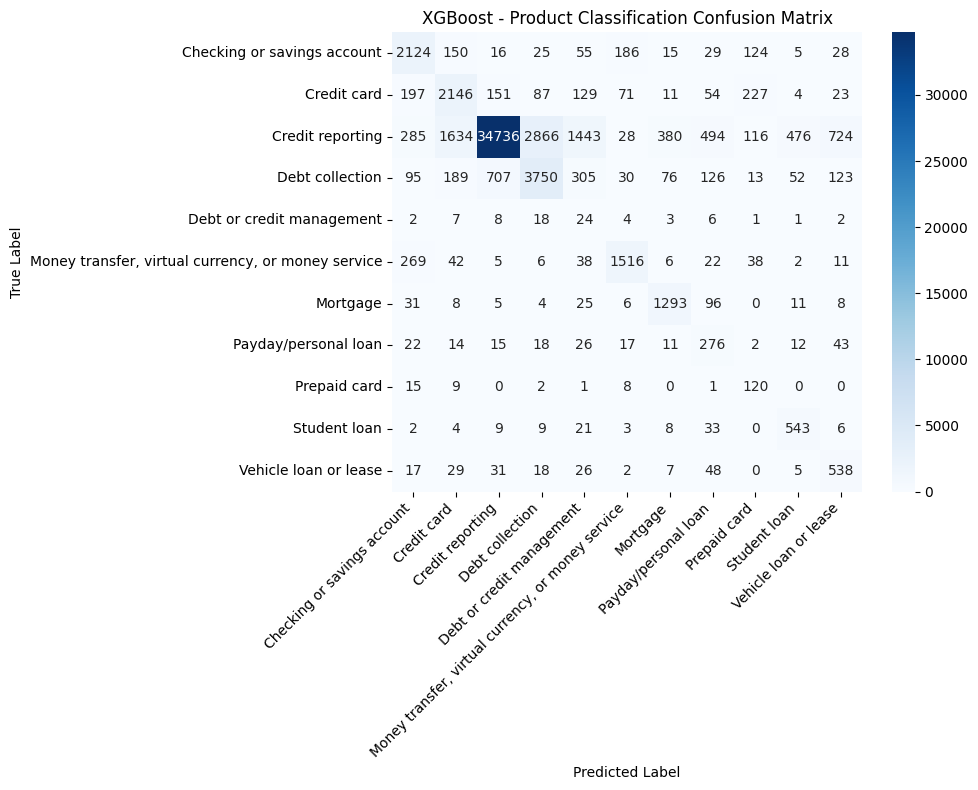 XGBoost - Product Classification Confusion Matrix
True Label
Checking or savings account 2124 150 16 25 55 186 15 29 124 5 28
Credit card 197 2146 151 87 129 71 11 54 227 4 23
Credit reporting 285 1634 34736 2866 1443 28 380 494 116 476 724
Debt collection 95 189 707 3750 305 30 76 126 13 52 123
Debt or credit management 2 7 8 18 24 4 3 6 1 1 2
Money transfer, virtual currency, or money service 269 42 5 6 38 1516 6 22 38 2 11
Mortgage 31 8 5 4 25 6 1293 96 0 11 8
Payday/personal loan 22 14 15 18 26 17 11 276 2 12 43
Prepaid card 15 9 0 2 1 8 0 1 120 0 0
Student loan 2 4 9 9 21 3 8 33 0 543 6
Vehicle loan or lease 17 29 31 18 26 2 7 48 0 5 538
Checking or savings account
Credit card
Credit reporting
Debt collection
Debt or credit management
Money transfer, virtual currency, or money service
Mortgage
Payday/personal loan
Prepaid card
Student loan
Vehicle loan or lease
Predicted Label
30000
25000
20000
15000
10000
5000
0